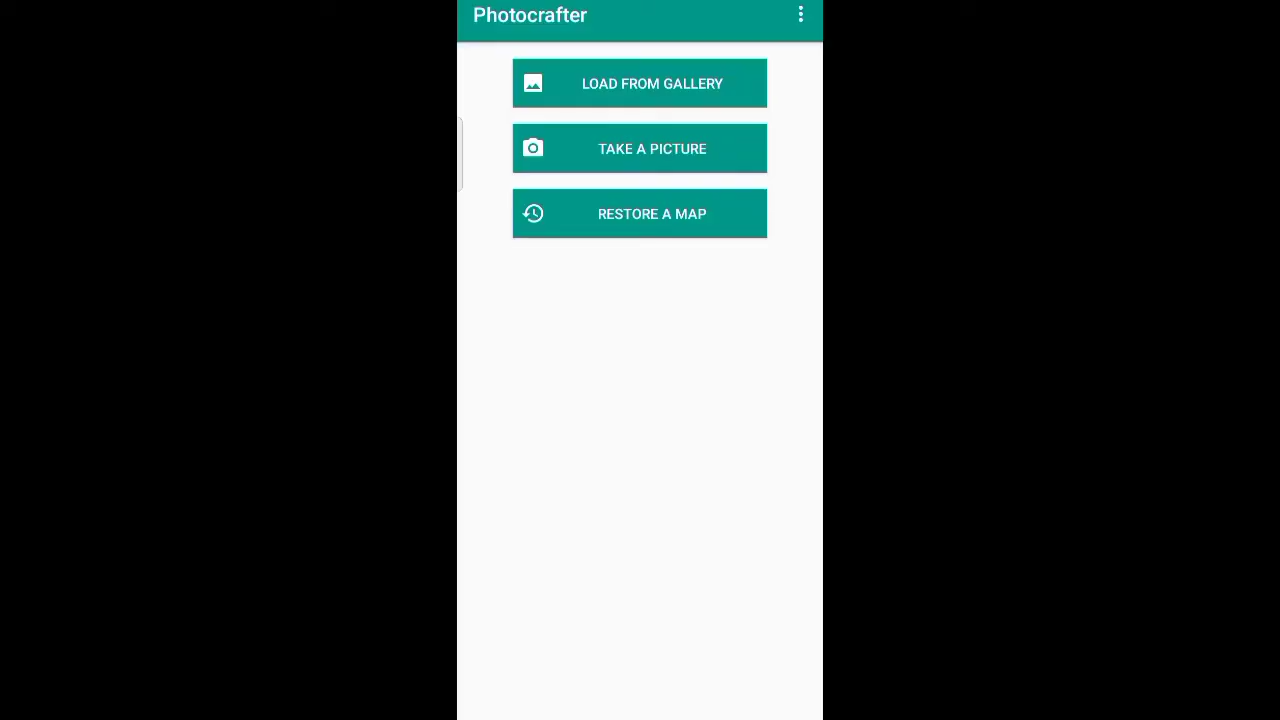 Photocrafter
LOAD FROM GALLERY
TAKE A PICTURE
RESTORE A MAP